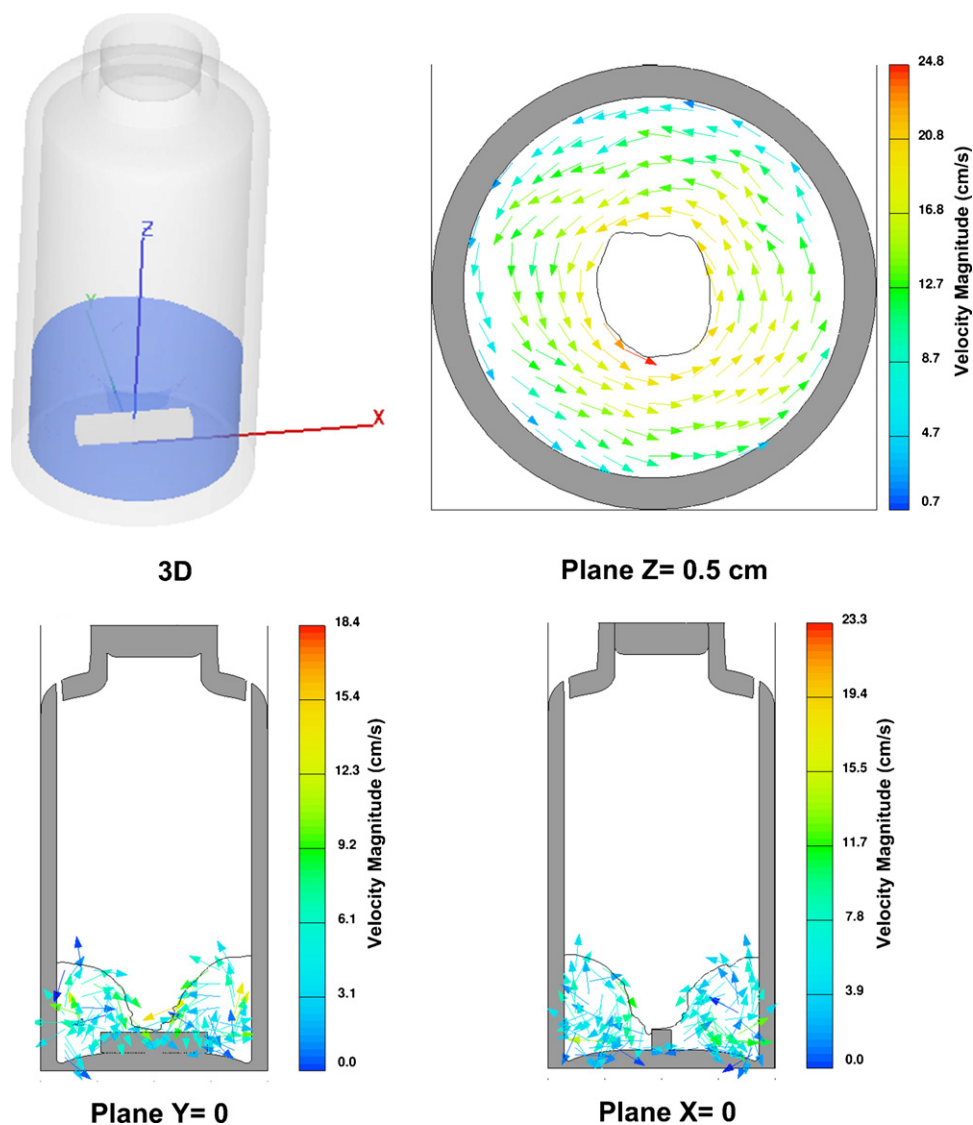 Z
Y
X
3D
24.8
20.8
16.8
12.7
8.7
4.7
0.7
Velocity Magnitude (cm/s)
Plane Z= 0.5 cm
18.4
15.4
12.3
9.2
6.1
3.1
0.0
Velocity Magnitude (cm/s)
Plane Y= 0
23.3
19.4
15.5
11.7
7.8
3.9
0.0
Velocity Magnitude (cm/s)
Plane X= 0